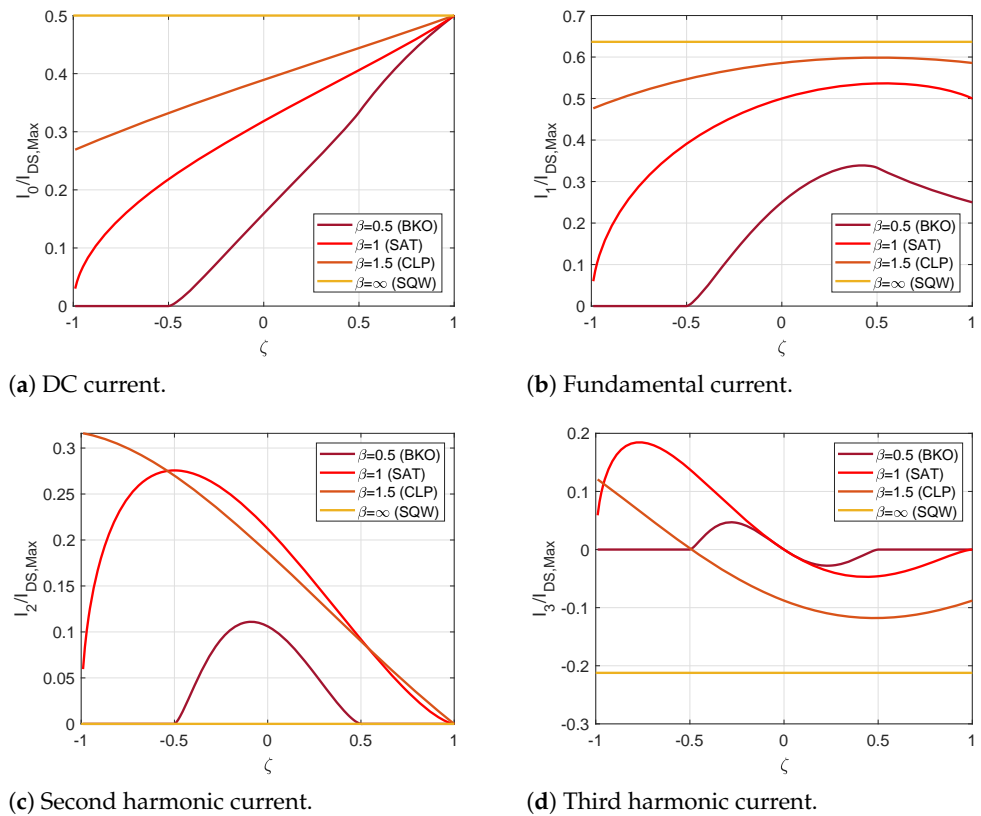 0.5
0.4
0.3
0.2
0.1
0
I0/IDS,Max
-1 -0.5 0 0.5 1
ζ
β=0.5 (BKO)
β=1 (SAT)
β=1.5 (CLP)
β=∞ (SQW)
(a) DC current.
0.7
0.6
0.5
0.4
0.3
0.2
0.1
0
I1/IDS,Max
-1 -0.5 0 0.5 1
ζ
β=0.5 (BKO)
β=1 (SAT)
β=1.5 (CLP)
β=∞ (SQW)
(b) Fundamental current.
0.3
0.25
0.2
0.15
0.1
0.05
0
I2/IDS,Max
-1 -0.5 0 0.5 1
ζ
β=0.5 (BKO)
β=1 (SAT)
β=1.5 (CLP)
β=∞ (SQW)
(c) Second harmonic current.
0.2
0.1
0
-0.1
-0.2
-0.3
I3/IDS,Max
-1 -0.5 0 0.5 1
ζ
β=0.5 (BKO)
β=1 (SAT)
β=1.5 (CLP)
β=∞ (SQW)
(d) Third harmonic current.